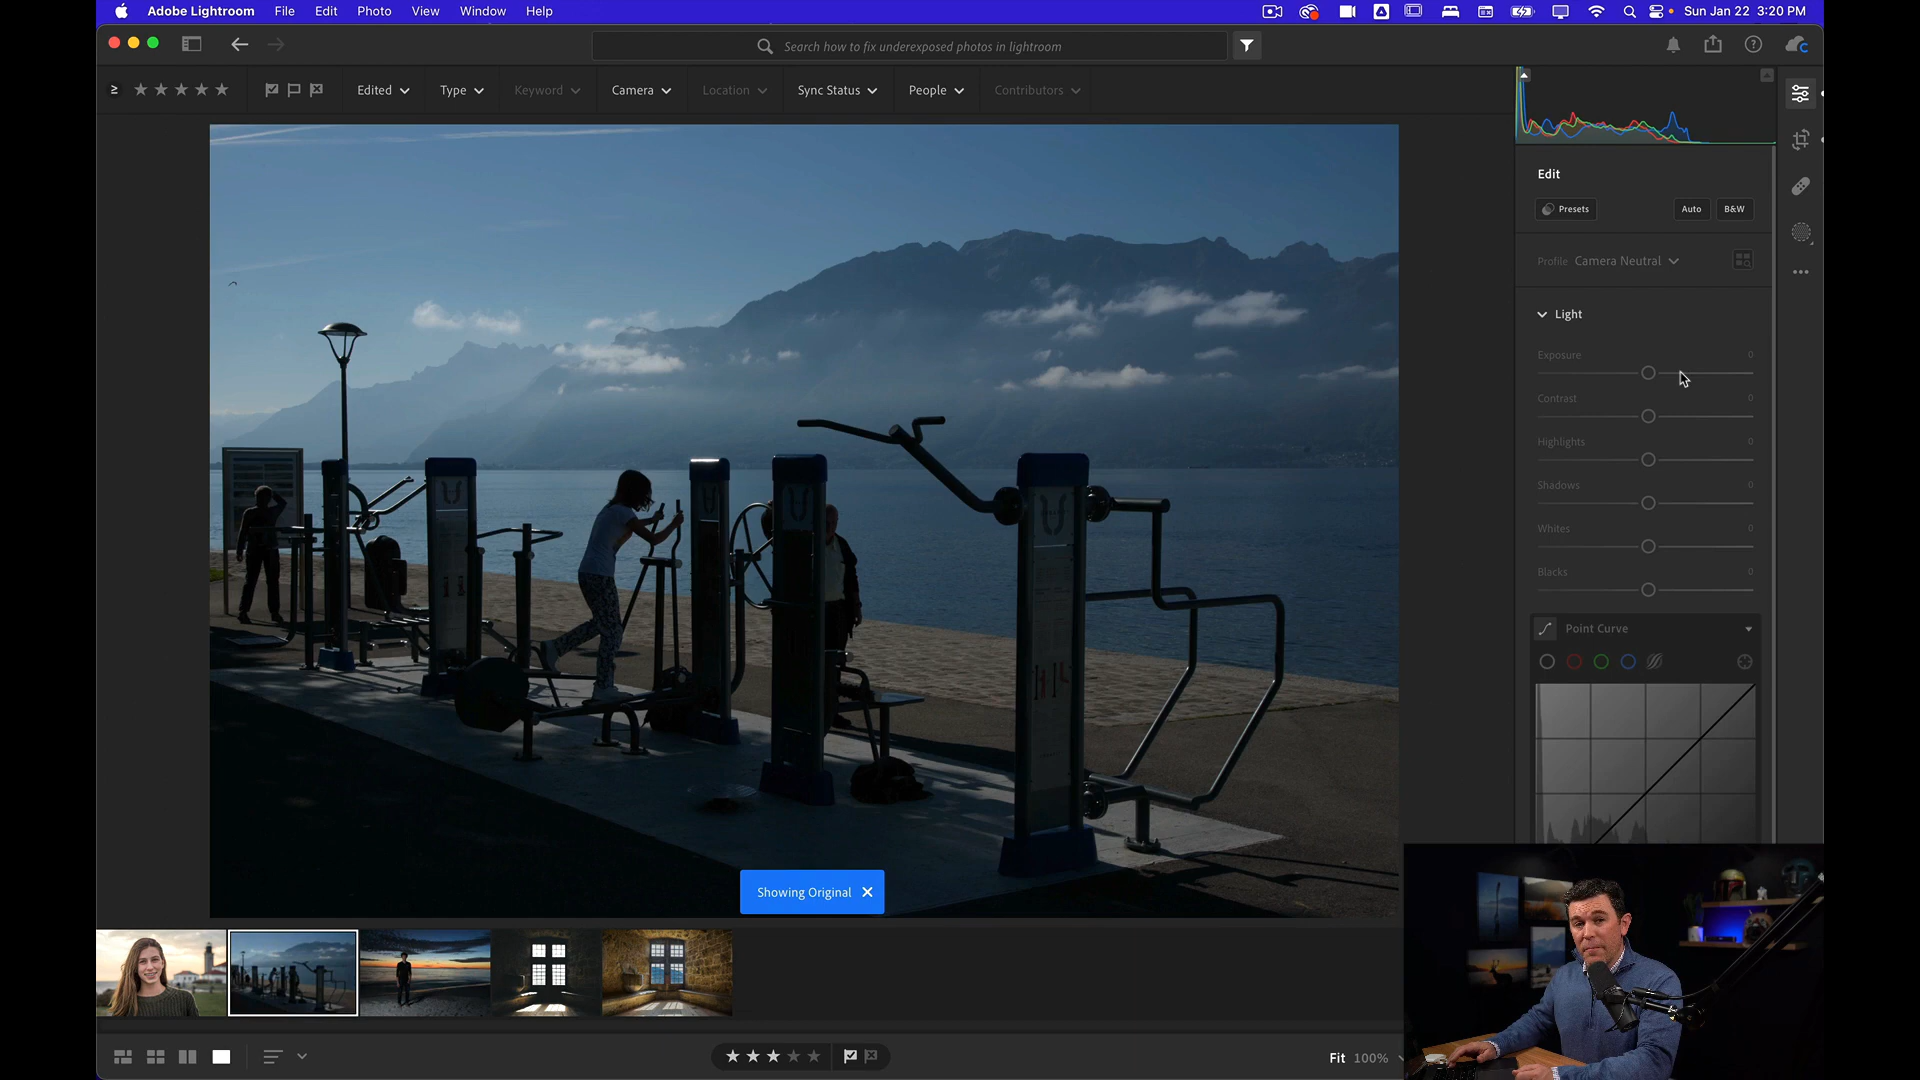 Adobe Lightroom File Edit Photo View Window Help Sun Jan 22 3:20 PM
Search how to fix underexposed photos in lightroom
≥ Edited Type Keyword Camera Location Sync Status People Contributors
Edit
Presets Auto B&W
Profile Camera Neutral
Light
Exposure 0
Contrast 0
Highlights 0
Shadows 0
Whites 0
Blacks 0
Point Curve
Showing Original
Fit 100%